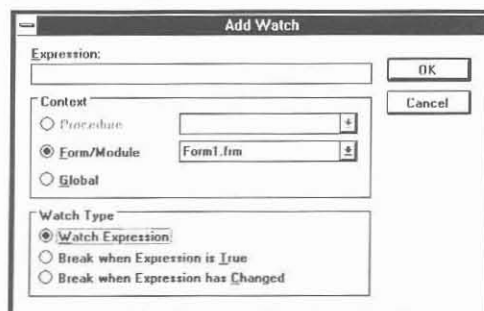 Add Watch
Expression:
OK
Cancel
Context
Procedure
Form/Module
Form1.frm
Global
Watch Type
Watch Expression
Break when Expression is True
Break when Expression has Changed